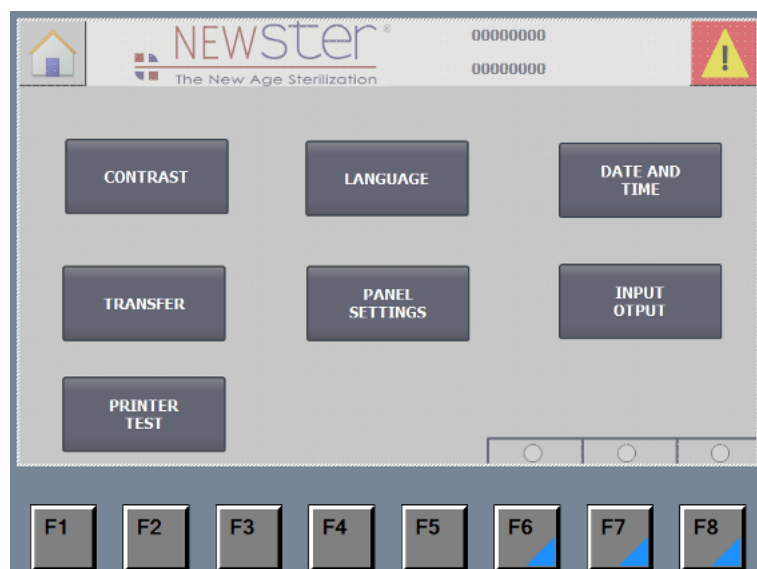 NEWSter®
00000000
The New Age Sterilization
00000000
CONTRAST
LANGUAGE
DATE AND
TIME
TRANSFER
PANEL
SETTINGS
INPUT
OTPUT
PRINTER
TEST
F1
F2
F3
F4
F5
F6
F7
F8